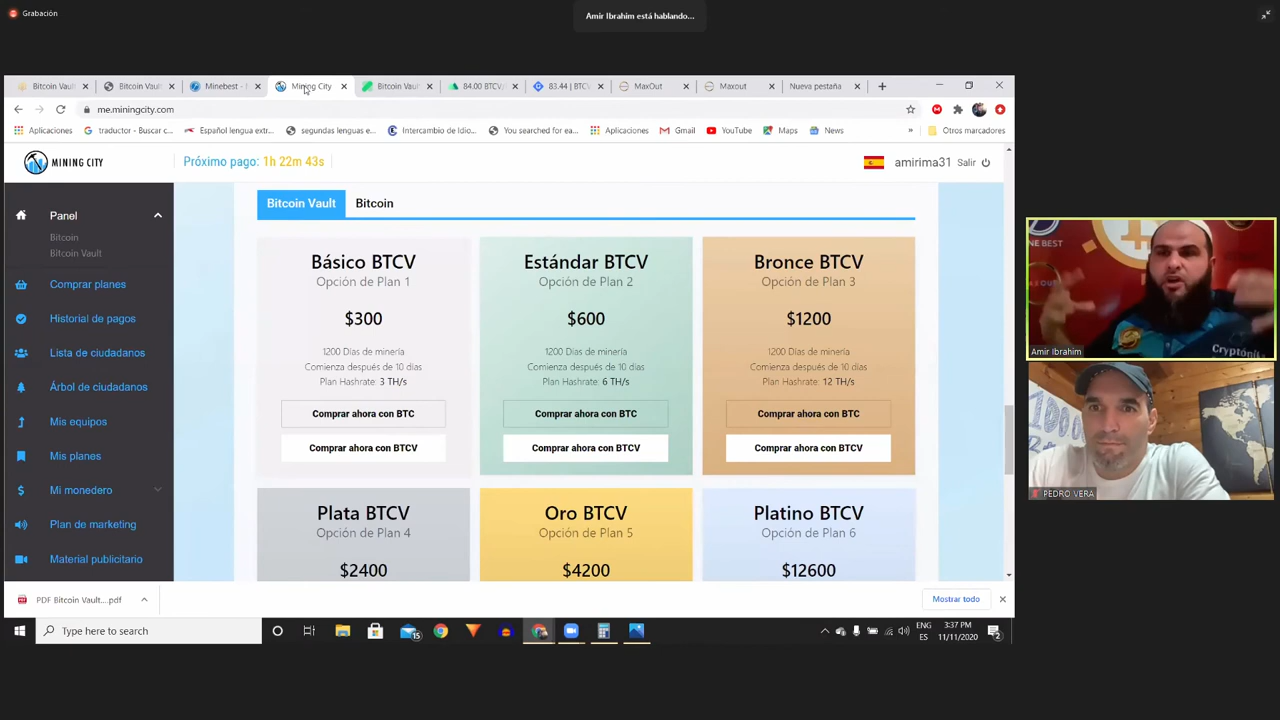 Grabación
Amir Ibrahim está hablando...
Bitcoin Vault
Bitcoin Vault
Minebest -
Mining City
Bitcoin Vault
84.00 BTCV
83.44 | BTC
MaxOut
Maxout
Nueva pestaña
me.miningcity.com
Aplicaciones
traductor - Buscar c...
Español lengua extr...
segundas lenguas e...
Intercambio de Idio...
You searched for ea...
Aplicaciones
Gmail
YouTube
Maps
News
»
Otros marcadores
MINING CITY
Próximo pago: 1h 22m 43s
amirima31
Salir
Panel
Bitcoin
Bitcoin Vault
Comprar planes
Historial de pagos
Lista de ciudadanos
Árbol de ciudadanos
Mis equipos
Mis planes
Mi monedero
Plan de marketing
Material publicitario
Bitcoin Vault
Bitcoin
Básico BTCV
Opción de Plan 1
$300
1200 Días de minería
Comienza después de 10 días
Plan Hashrate: 3 TH/s
Comprar ahora con BTC
Comprar ahora con BTCV
Estándar BTCV
Opción de Plan 2
$600
1200 Días de minería
Comienza después de 10 días
Plan Hashrate: 6 TH/s
Comprar ahora con BTC
Comprar ahora con BTCV
Bronce BTCV
Opción de Plan 3
$1200
1200 Días de minería
Comienza después de 10 días
Plan Hashrate: 12 TH/s
Comprar ahora con BTC
Comprar ahora con BTCV
Plata BTCV
Opción de Plan 4
$2400
Oro BTCV
Opción de Plan 5
$4200
Platino BTCV
Opción de Plan 6
$12600
NE BEST
Cryptónit
Amir Ibrahim
PEDRO VERA
PDF Bitcoin Vault....pdf
Mostrar todo
Type here to search
15
ENG
ES
3:37 PM
11/11/2020
2